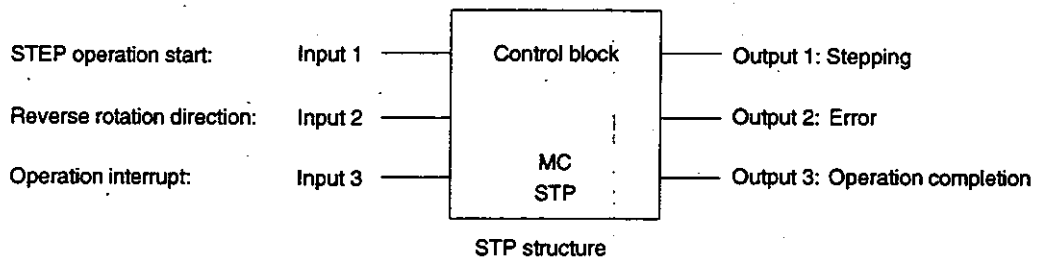 STEP operation start: Input 1 Control block Output 1: Stepping
Reverse rotation direction: Input 2 Output 2: Error
MC
Operation interrupt: Input 3 Output 3: Operation completion
STP
STP structure